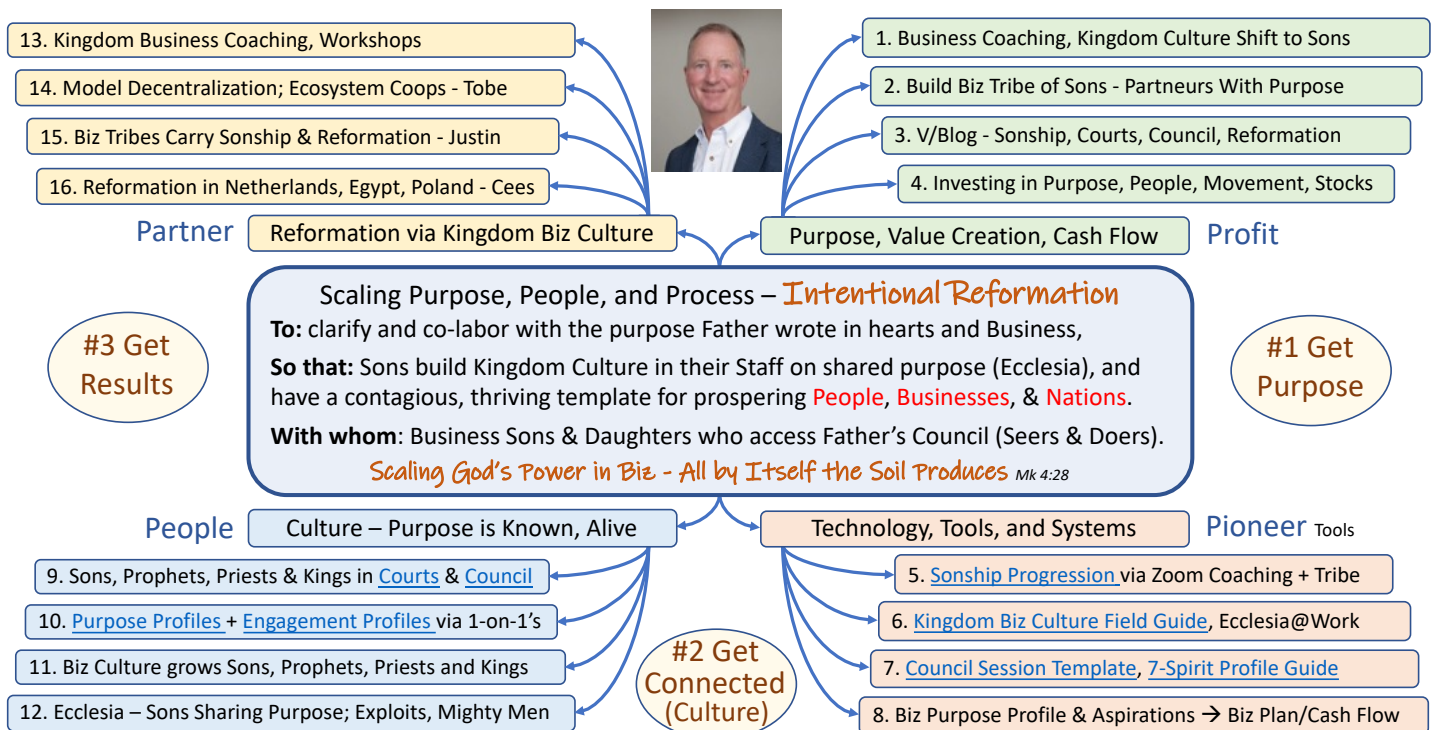 13. Kingdom Business Coaching, Workshops
14. Model Decentralization; Ecosystem Coops - Tobe
15. Biz Tribes Carry Sonship & Reformation - Justin
16. Reformation in Netherlands, Egypt, Poland - Cees
Partner
Reformation via Kingdom Biz Culture
1. Business Coaching, Kingdom Culture Shift to Sons
2. Build Biz Tribe of Sons - Partneurs With Purpose
3. V/Blog - Sonship, Courts, Council, Reformation
4. Investing in Purpose, People, Movement, Stocks
Purpose, Value Creation, Cash Flow
Profit
#3 Get
Results
Scaling Purpose, People, and Process – Intentional Reformation
To: clarify and co-labor with the purpose Father wrote in hearts and Business,
So that: Sons build Kingdom Culture in their Staff on shared purpose (Ecclesia), and
have a contagious, thriving template for prospering People, Businesses, & Nations.
With whom: Business Sons & Daughters who access Father's Council (Seers & Doers).
Scaling God's Power in Biz - All by Itself the Soil Produces Mk 4:28
#1 Get
Purpose
People
Culture – Purpose is Known, Alive
9. Sons, Prophets, Priests & Kings in Courts & Council
10. Purpose Profiles + Engagement Profiles via 1-on-1's
11. Biz Culture grows Sons, Prophets, Priests and Kings
12. Ecclesia – Sons Sharing Purpose; Exploits, Mighty Men
#2 Get
Connected
(Culture)
Technology, Tools, and Systems
Pioneer Tools
5. Sonship Progression via Zoom Coaching + Tribe
6. Kingdom Biz Culture Field Guide, Ecclesia@Work
7. Council Session Template, 7-Spirit Profile Guide
8. Biz Purpose Profile & Aspirations → Biz Plan/Cash Flow